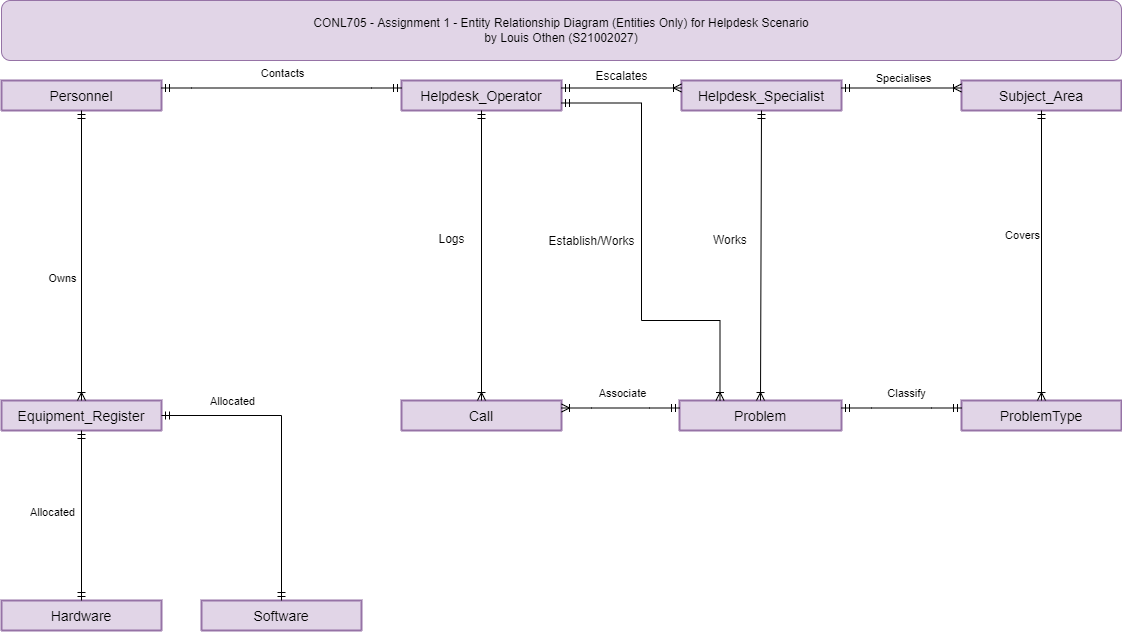 CONL705 - Assignment 1 - Entity Relationship Diagram (Entities Only) for Helpdesk Scenario
by Louis Othen (S21002027)
Contacts
Escalates
Specialises
Personnel
Helpdesk_Operator
Helpdesk_Specialist
Subject_Area
Logs
Establish/Works
Works
Covers
Owns
Allocated
Associate
Classify
Equipment_Register
Call
Problem
ProblemType
Allocated
Hardware
Software